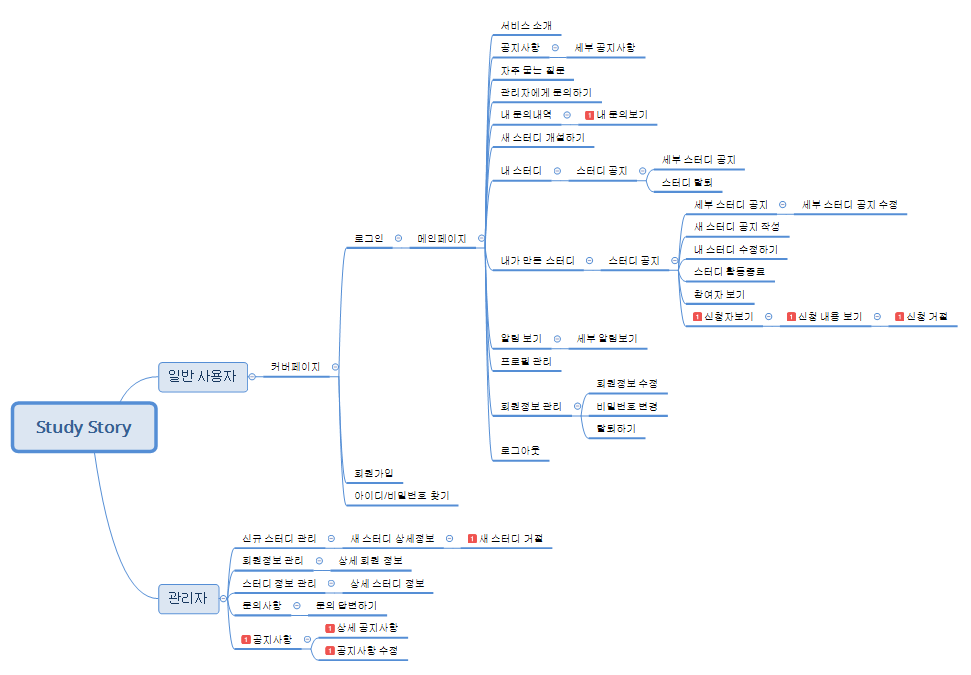 서비스 소개
공지사항 세부 공지사항
자주 묻는 질문
관리자에게 문의하기
내 문의내역 1 내 문의보기
새 스터디 개설하기
세부 스터디 공지
내 스터디 스터디 공지
스터디 탈퇴
세부 스터디 공지 세부 스터디 공지 수정
새 스터디 공지 작성
로그인 메인페이지
내 스터디 수정하기
내가 만든 스터디 스터디 공지
스터디 활동종료
참여자 보기
1 신청자보기 1 신청 내용 보기 1 신청 거절
알림 보기 세부 알림보기
프로필 관리
일반 사용자 커버페이지
회원정보 수정
회원정보 관리 비밀번호 변경
Study Story
탈퇴하기
로그아웃
회원가입
아이디/비밀번호 찾기
신규 스터디 관리 새 스터디 상세정보 1 새 스터디 거절
회원정보 관리 상세 회원 정보
스터디 정보 관리 상세 스터디 정보
관리자
문의사항 문의 답변하기
1 상세 공지사항
1 공지사항
1 공지사항 수정